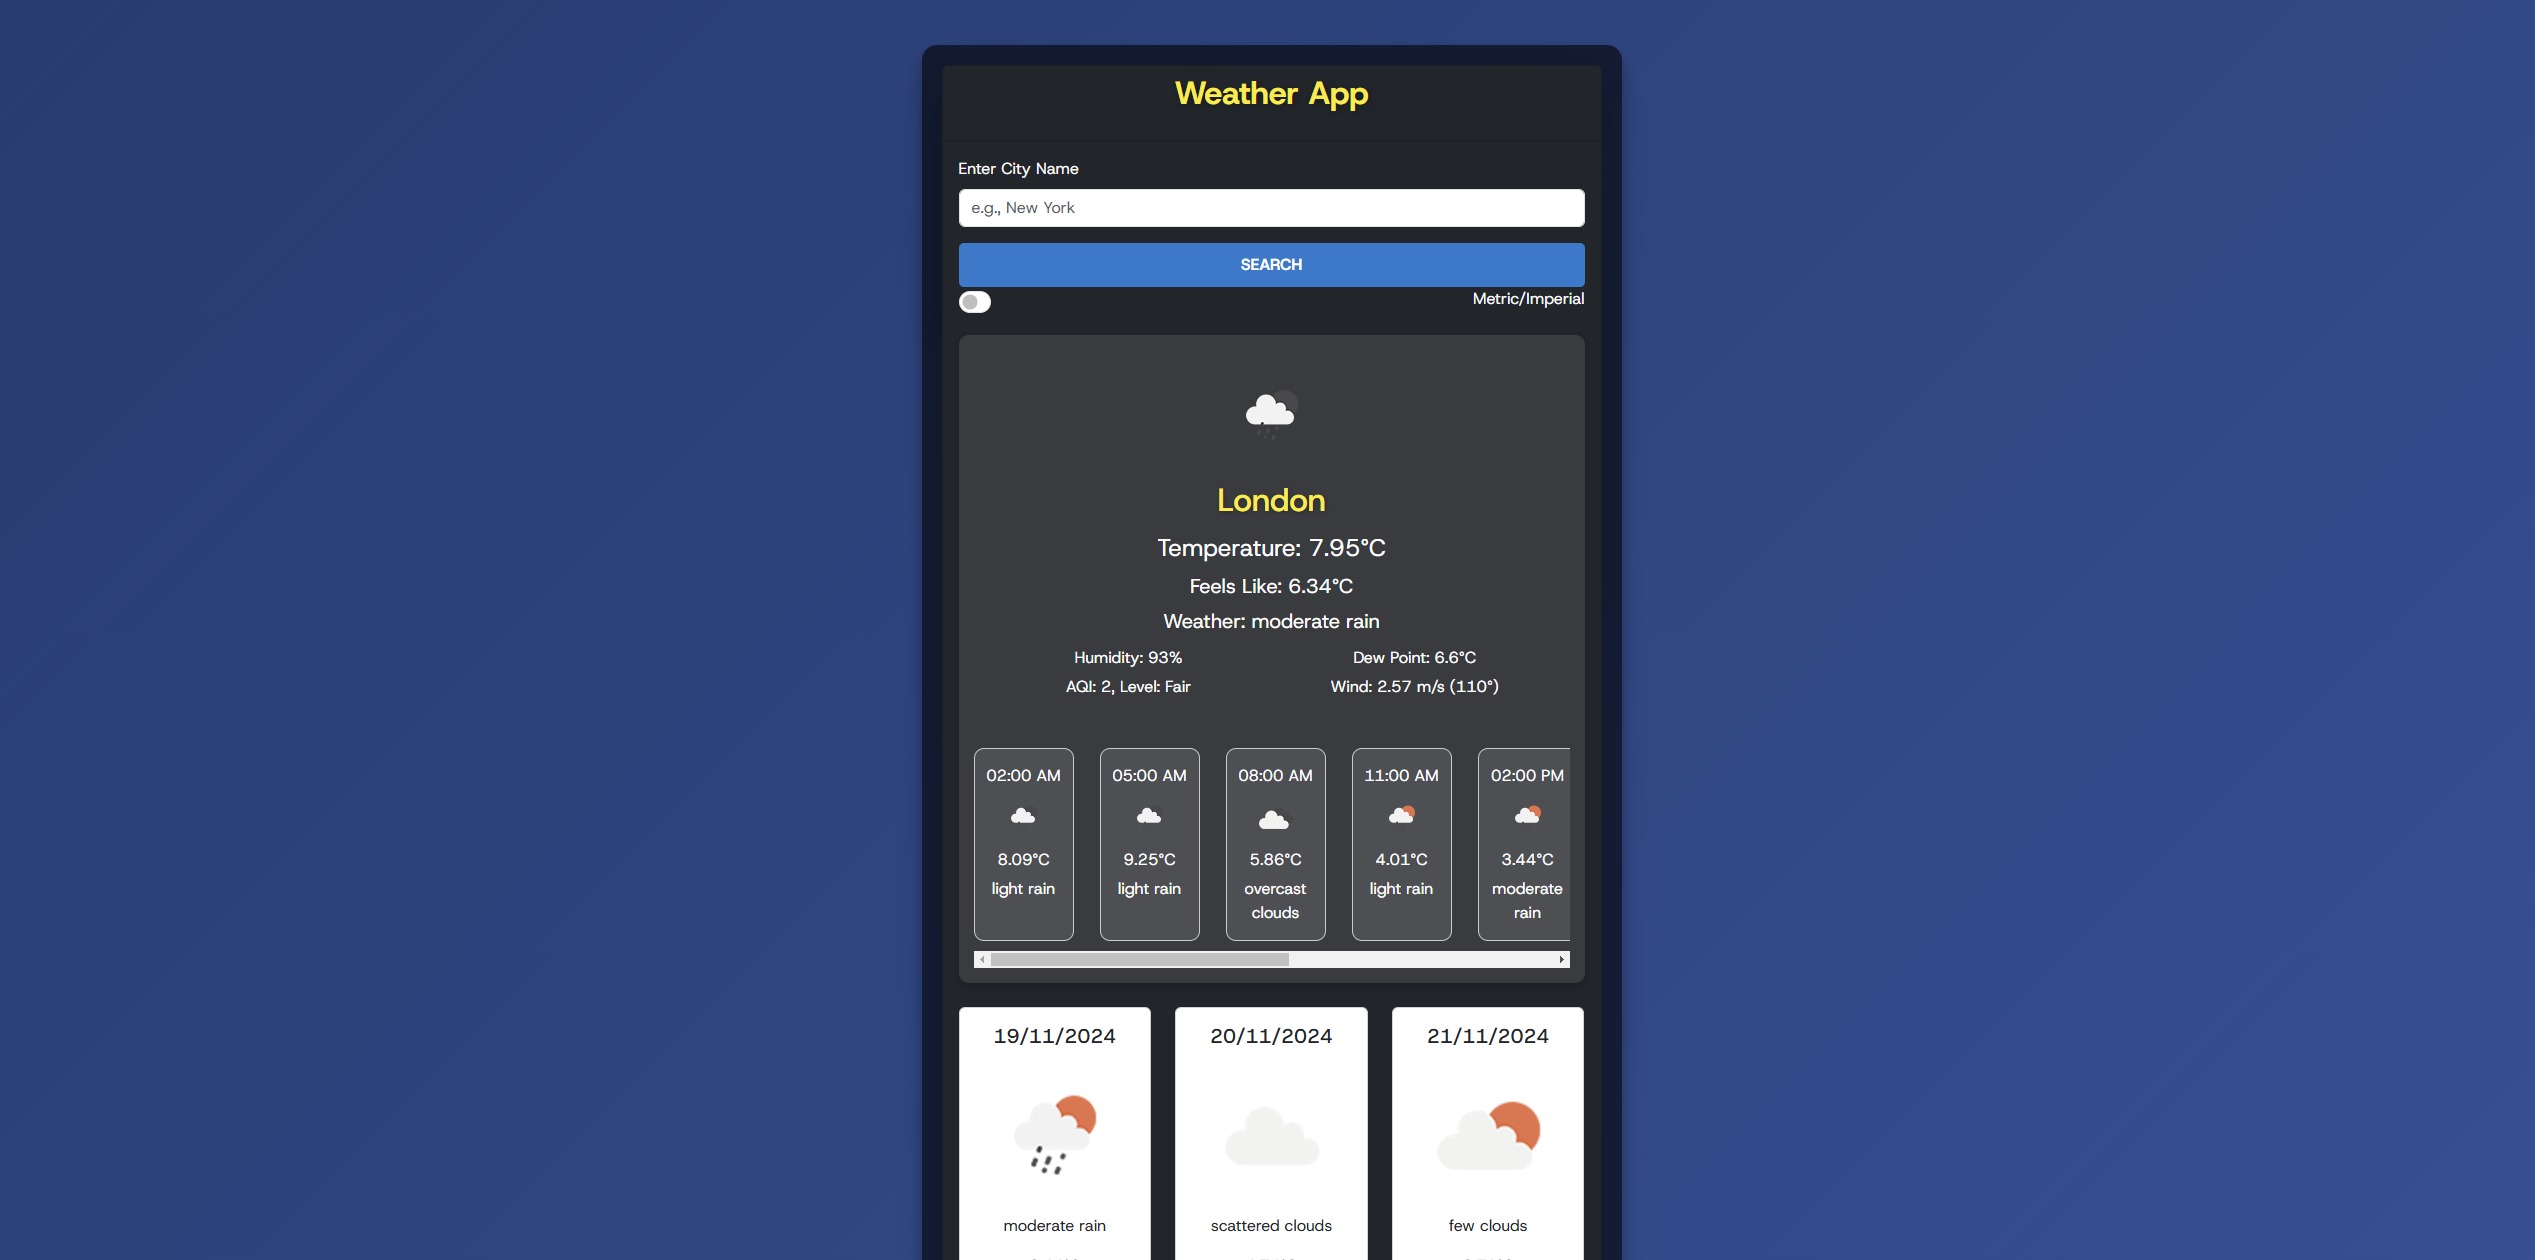 Weather App
Enter City Name
e.g., New York
SEARCH
Metric/Imperial
London
Temperature: 7.95°C
Feels Like: 6.34°C
Weather: moderate rain
Humidity: 93%
Dew Point: 6.6°C
AQI: 2, Level: Fair
Wind: 2.57 m/s (110°)
02:00 AM
8.09°C
light rain
05:00 AM
9.25°C
light rain
08:00 AM
5.86°C
overcast
clouds
11:00 AM
4.01°C
light rain
02:00 PM
3.44°C
moderate
rain
19/11/2024
moderate rain
20/11/2024
scattered clouds
21/11/2024
few clouds